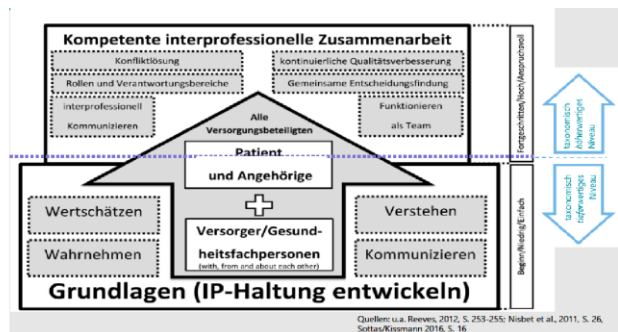 Kompetente interprofessionelle Zusammenarbeit
Konfliktlösung
kontinuierliche Qualitätsverbesserung
Rollen und Verantwortungsbereiche
Gemeinsame Entscheidungsfindung
interprofessionell
Kommunizieren
Funktionieren
als Team
Alle
Versorgungsbeteiligten
Patient
und Angehörige
Wertschätzen
Verstehen
Versorger/Gesund-
heitsfachpersonen
(with, from and about each other)
Wahrnehmen
Kommunizieren
Grundlagen (IP-Haltung entwickeln)
Fortgeschritten/Hoch/Anspruchsvoll
Beginn/Niedrig/Einfach
taxonomisch
höherwertiges
Niveau
taxonomisch
Niveau
Quellen: u.a. Reeves, 2012, S. 253-255; Nisbet et al., 2011, S. 26,
Sottas/Kissmann 2016, S. 16